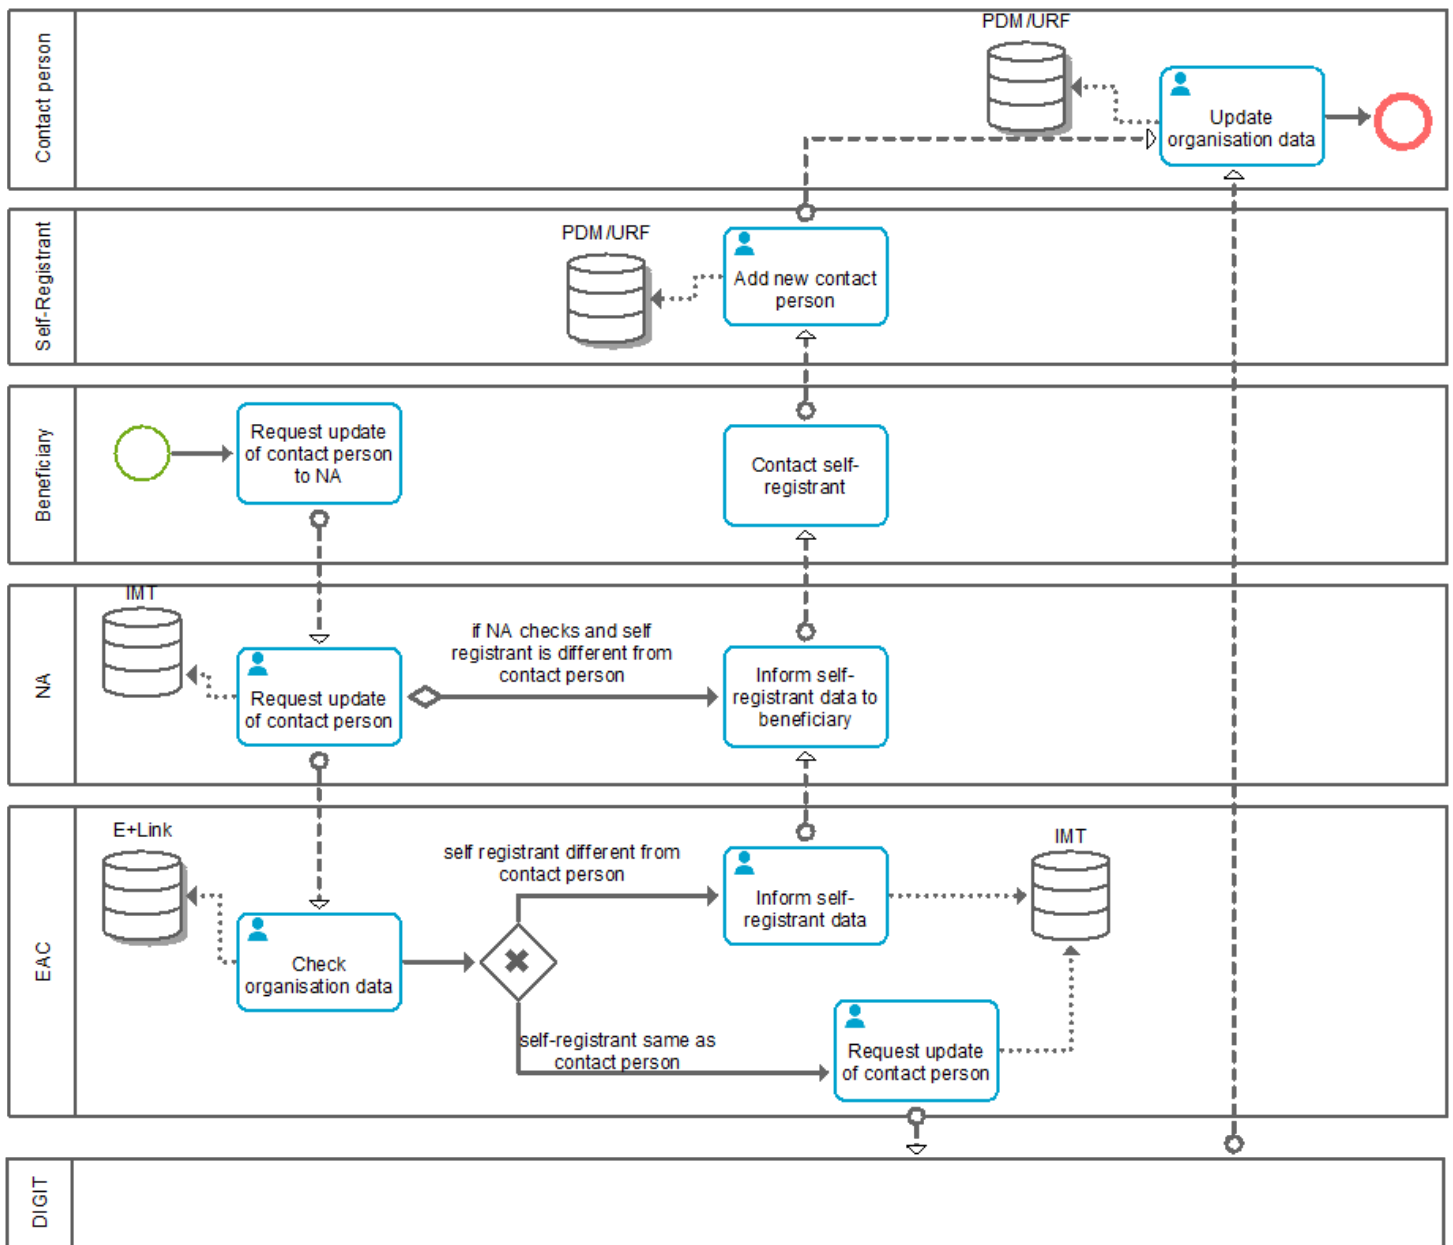 Contact person
PDM/URF
Update
organisation data
Self-Registrant
PDM/URF
Add new contact
person
Beneficiary
Request update
of contact person
to NA
Contact self-
registrant
NA
IMT
Request update
of contact person
if NA checks and self
registrant is different from
contact person
Inform self-
registrant data to
beneficiary
EAC
E+Link
Check
organisation data
self registrant different from
contact person
Inform self-
registrant data
IMT
self-registrant same as
contact person
Request update
of contact person
DIGIT